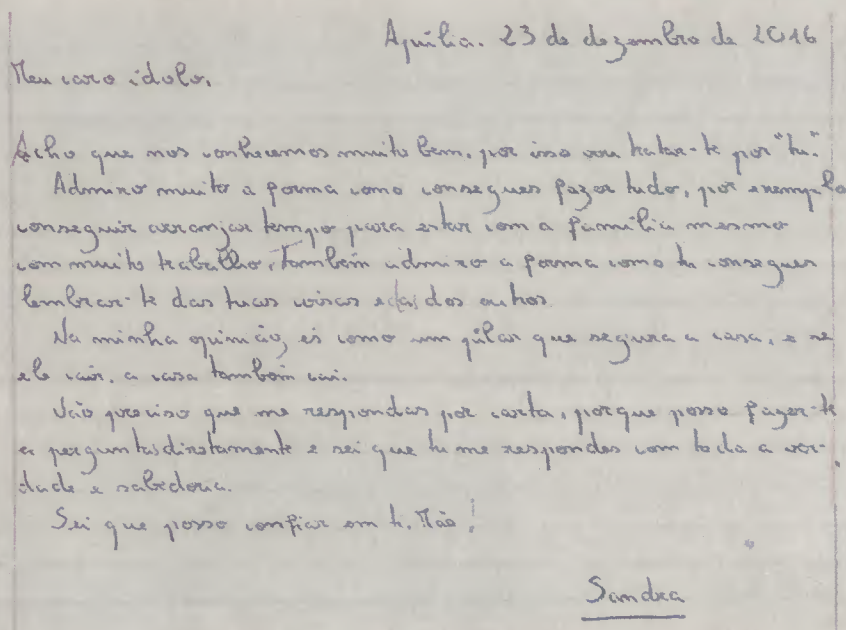 Apúlia. 23 de dezembro de 2016
Meu caro ídolo,
Acho que nos conhecemos muito bem, por isso vou tratar-te por "tu".
Admiro muito a forma como consegues fazer tudo, por exemplo
conseguir arranjar tempo para estar com a família mesmo
com muito trabalho. Também admiro a forma como tu consegues
lembrar-te das tuas coisas e das dos outros.
Na minha opinião, és como um pilar que segura a casa, e se
ele cair, a casa também cai.
Não preciso que me respondas por carta, porque posso fazer-te
a perguntas diretamente e sei que tu me respondes com toda a ver-
dade e sabedoria.
Sei que posso confiar em ti. Mãe!
Sandra